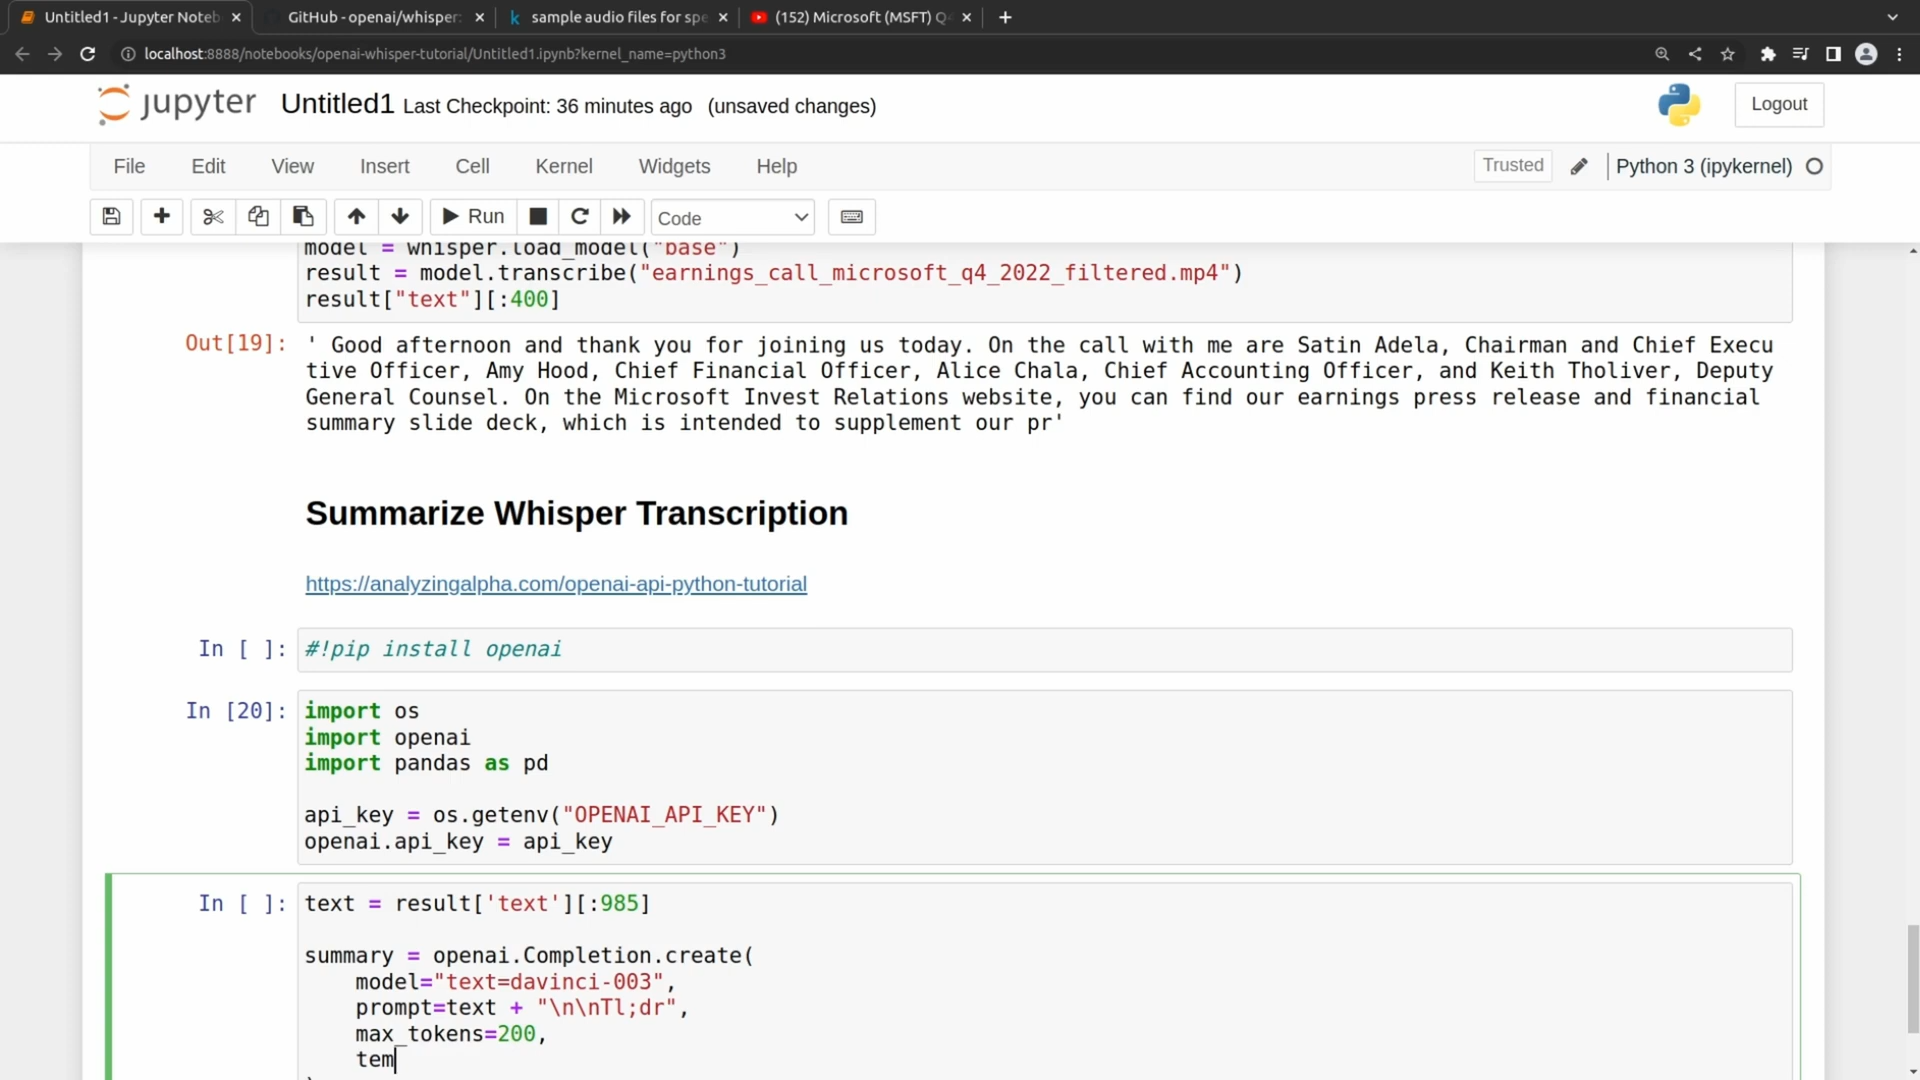 Untitled1 - Jupyter Noteb
GitHub - openai/whisper:
sample audio files for spe
(152) Microsoft (MSFT) Q
localhost:8888/notebooks/openai-whisper-tutorial/Untitled1.ipynb?kernel_name=python3
jupyter Untitled1 Last Checkpoint: 36 minutes ago (unsaved changes)
Logout
File Edit View Insert Cell Kernel Widgets Help
Trusted
Python 3 (ipykernel)
Run
Code
model = whisper.load_model("base")
result = model.transcribe("earnings_call_microsoft_q4_2022_filtered.mp4")
result["text"][:400]
Out[19]: ' Good afternoon and thank you for joining us today. On the call with me are Satin Adela, Chairman and Chief Execu
tive Officer, Amy Hood, Chief Financial Officer, Alice Chala, Chief Accounting Officer, and Keith Tholiver, Deputy
General Counsel. On the Microsoft Invest Relations website, you can find our earnings press release and financial
summary slide deck, which is intended to supplement our pr'
Summarize Whisper Transcription
https://analyzingalpha.com/openai-api-python-tutorial
In [ ]: #!pip install openai
In [20]: import os
import openai
import pandas as pd
api_key = os.getenv("OPENAI_API_KEY")
openai.api_key = api_key
In [ ]: text = result['text'][:985]
summary = openai.Completion.create(
model="text=davinci-003",
prompt=text + "\n\nTl;dr",
max_tokens=200,
tem